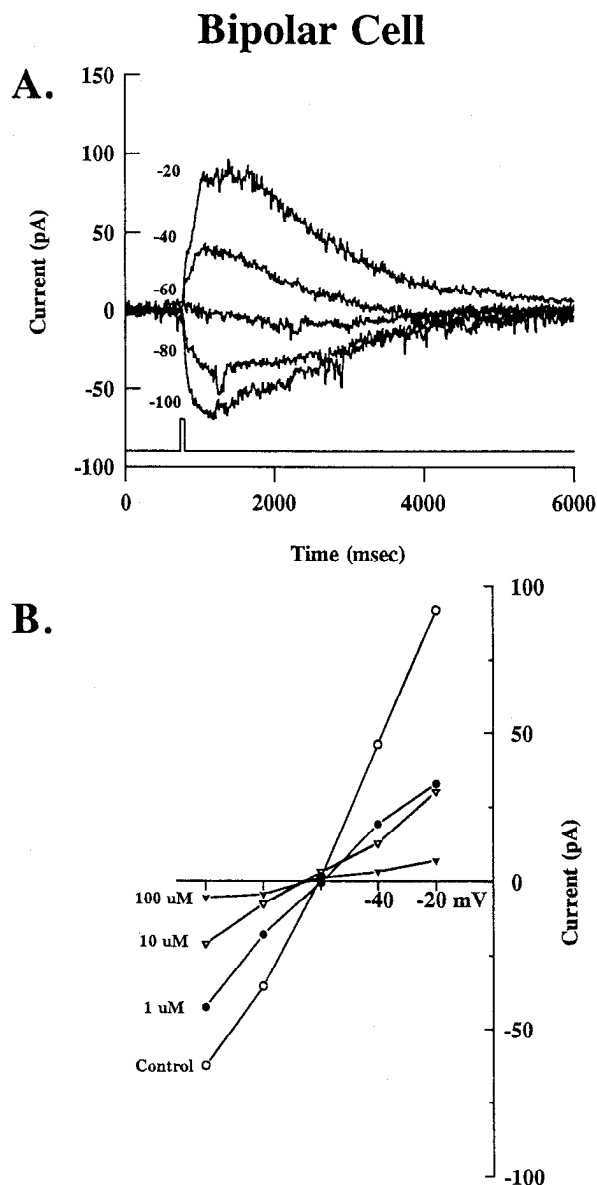 Bipolar Cell
A.
150
100
50
0
-50
-100
Current (pA)
-20
-40
-60
-80
-100
0
2000
4000
6000
Time (msec)
B.
100
50
0
-50
-100
Current (pA)
-40
-20 mV
100 uM
10 uM
1 uM
Control